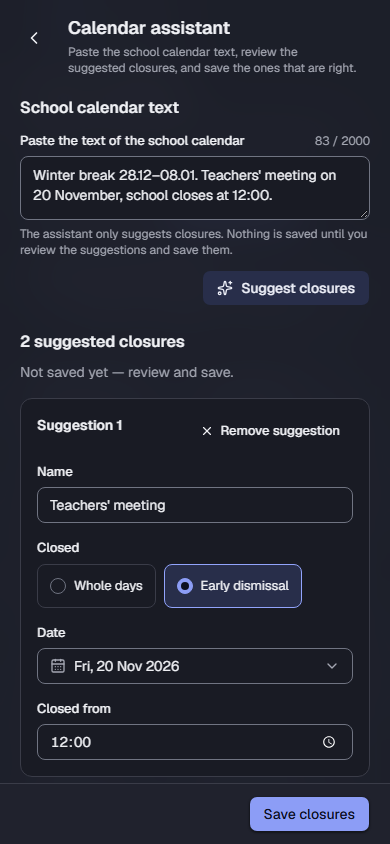 Calendar assistant
Paste the school calendar text, review the
suggested closures, and save the ones that are right.
School calendar text
Paste the text of the school calendar
83 / 2000
Winter break 28.12–08.01. Teachers' meeting on
20 November, school closes at 12:00.
The assistant only suggests closures. Nothing is saved until you
review the suggestions and save them.
Suggest closures
2 suggested closures
Not saved yet — review and save.
Suggestion 1
Remove suggestion
Name
Teachers' meeting
Closed
Whole days
Early dismissal
Date
Fri, 20 Nov 2026
Closed from
12:00
Save closures